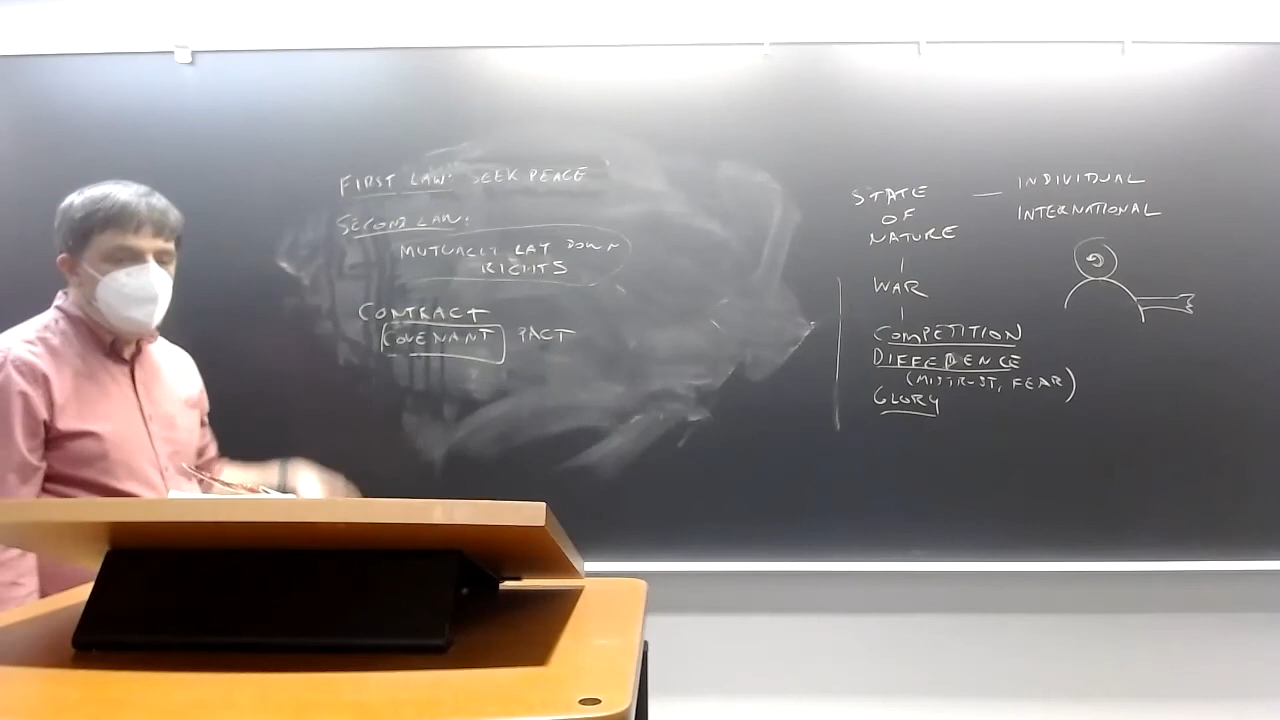 FIRST LAW: SEEK PEACE
SECOND LAW:
MUTUALLY LAY DOWN
RIGHTS
CONTRACT
COVENANT PACT
STATE
OF
NATURE
— INDIVIDUAL
INTERNATIONAL
WAR
COMPETITION
DIFFEDENCE
(MISTRUST, FEAR)
GLORY